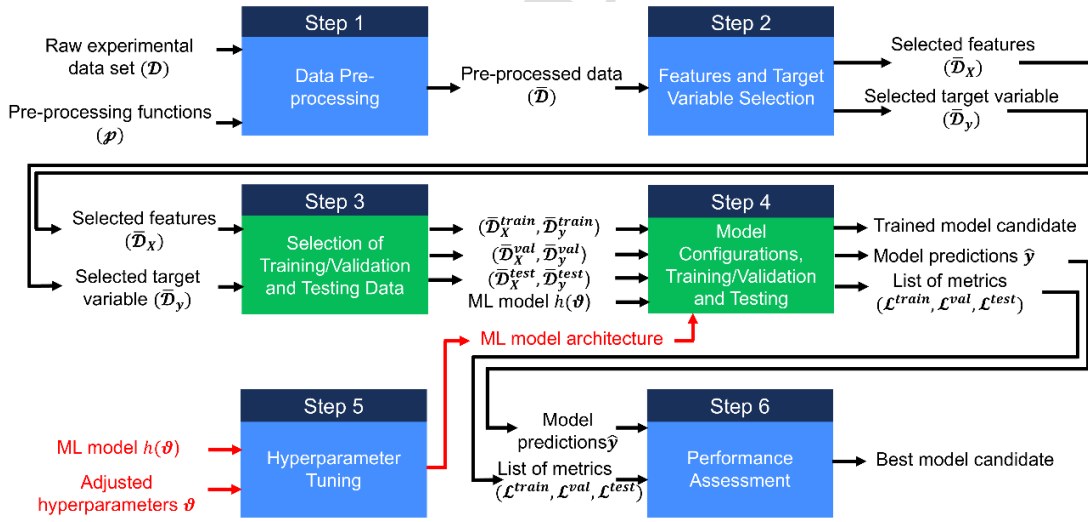 Step 1
Step 2
Raw experimental
data set (𝓓)
Pre-processing functions
(𝓹)
Data Pre-
processing
Pre-processed data
(𝓓̅)
Features and Target
Variable Selection
Selected features
(𝓓̅_X)
Selected target variable
(𝓓̅_y)
Step 3
Step 4
Selected features
(𝓓̅_X)
Selected target
variable (𝓓̅_y)
Selection of
Training/Validation
and Testing Data
(𝓓̅_X^train, 𝓓̅_y^train)
(𝓓̅_X^val, 𝓓̅_y^val)
(𝓓̅_X^test, 𝓓̅_y^test)
ML model h(𝝑)
Model
Configurations,
Training/Validation
and Testing
Trained model candidate
Model predictions ŷ
List of metrics
(𝓛^train, 𝓛^val, 𝓛^test)
ML model architecture
Step 5
Step 6
ML model h(𝝑)
Adjusted
hyperparameters 𝝑
Hyperparameter
Tuning
Model
predictions ŷ
List of metrics
(𝓛^train, 𝓛^val, 𝓛^test)
Performance
Assessment
Best model candidate